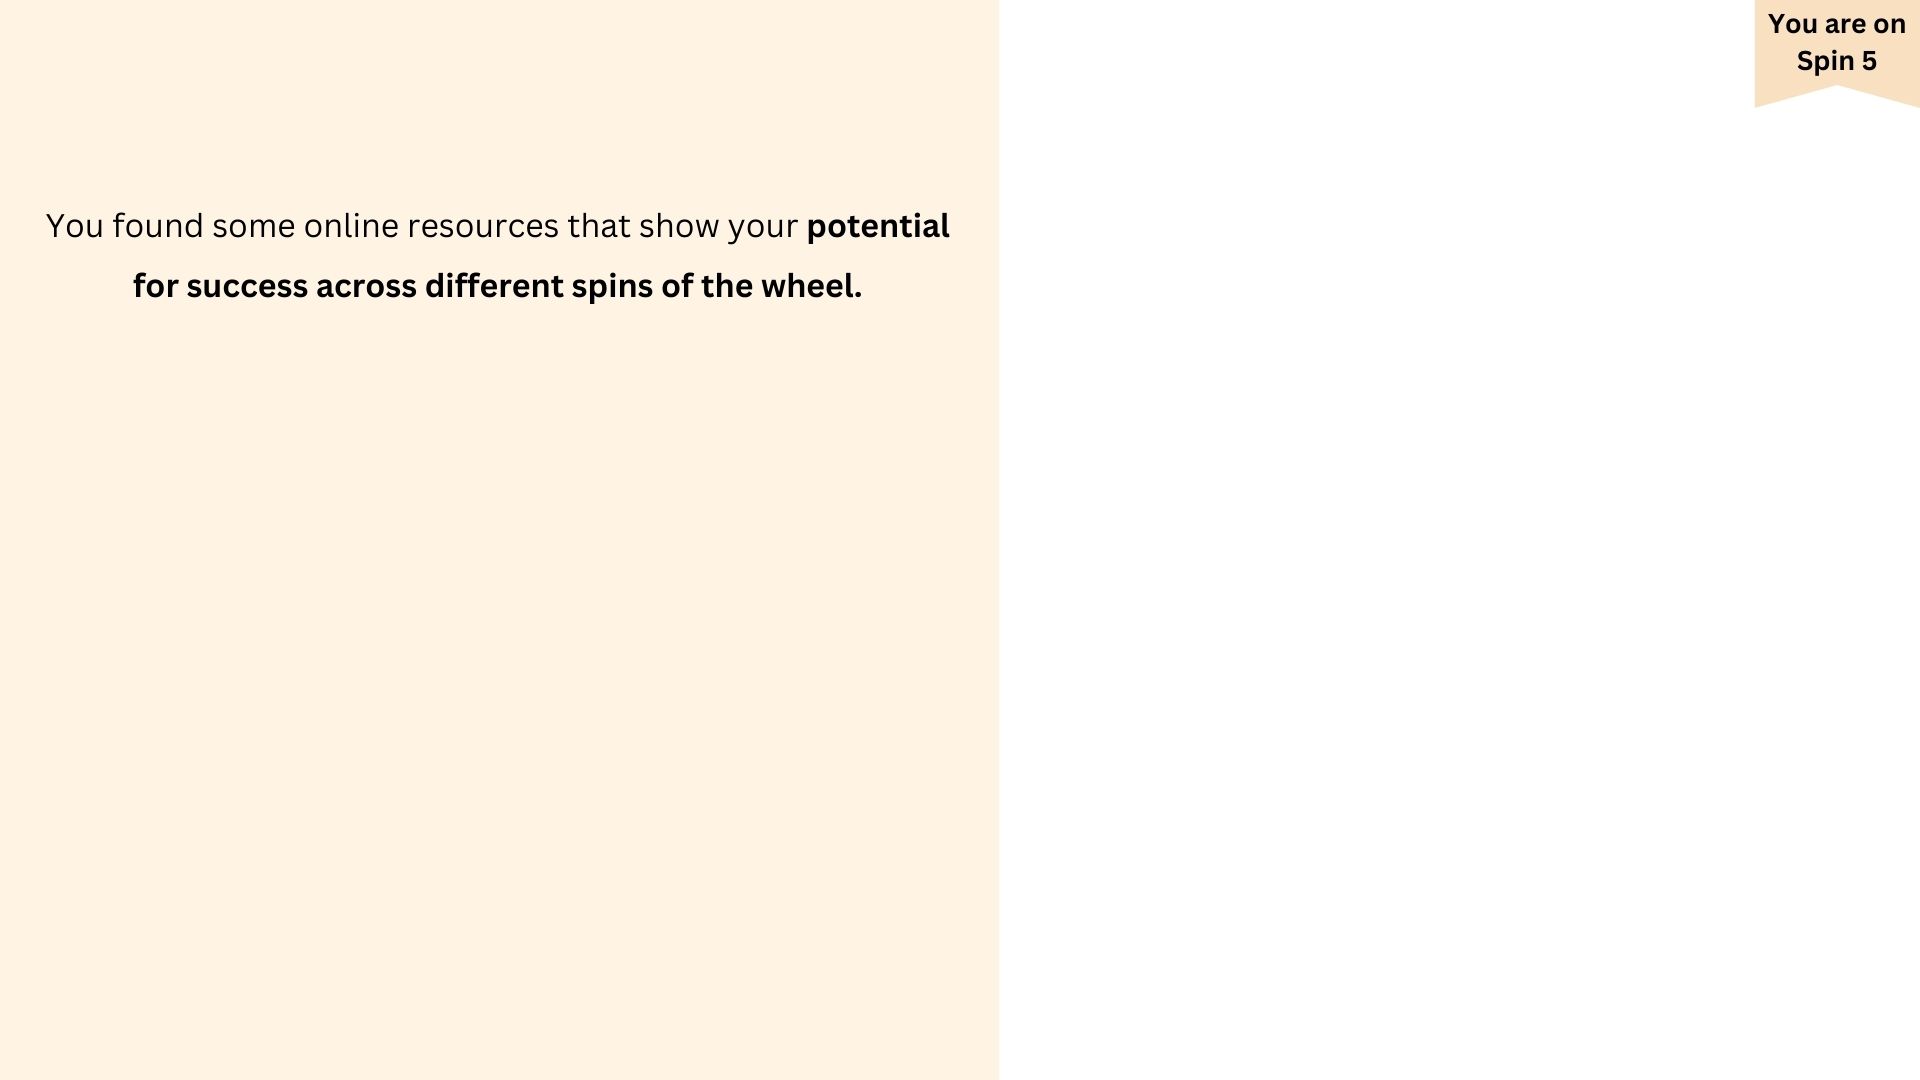 You are on
Spin 5
You found some online resources that show your potential
for success across different spins of the wheel.